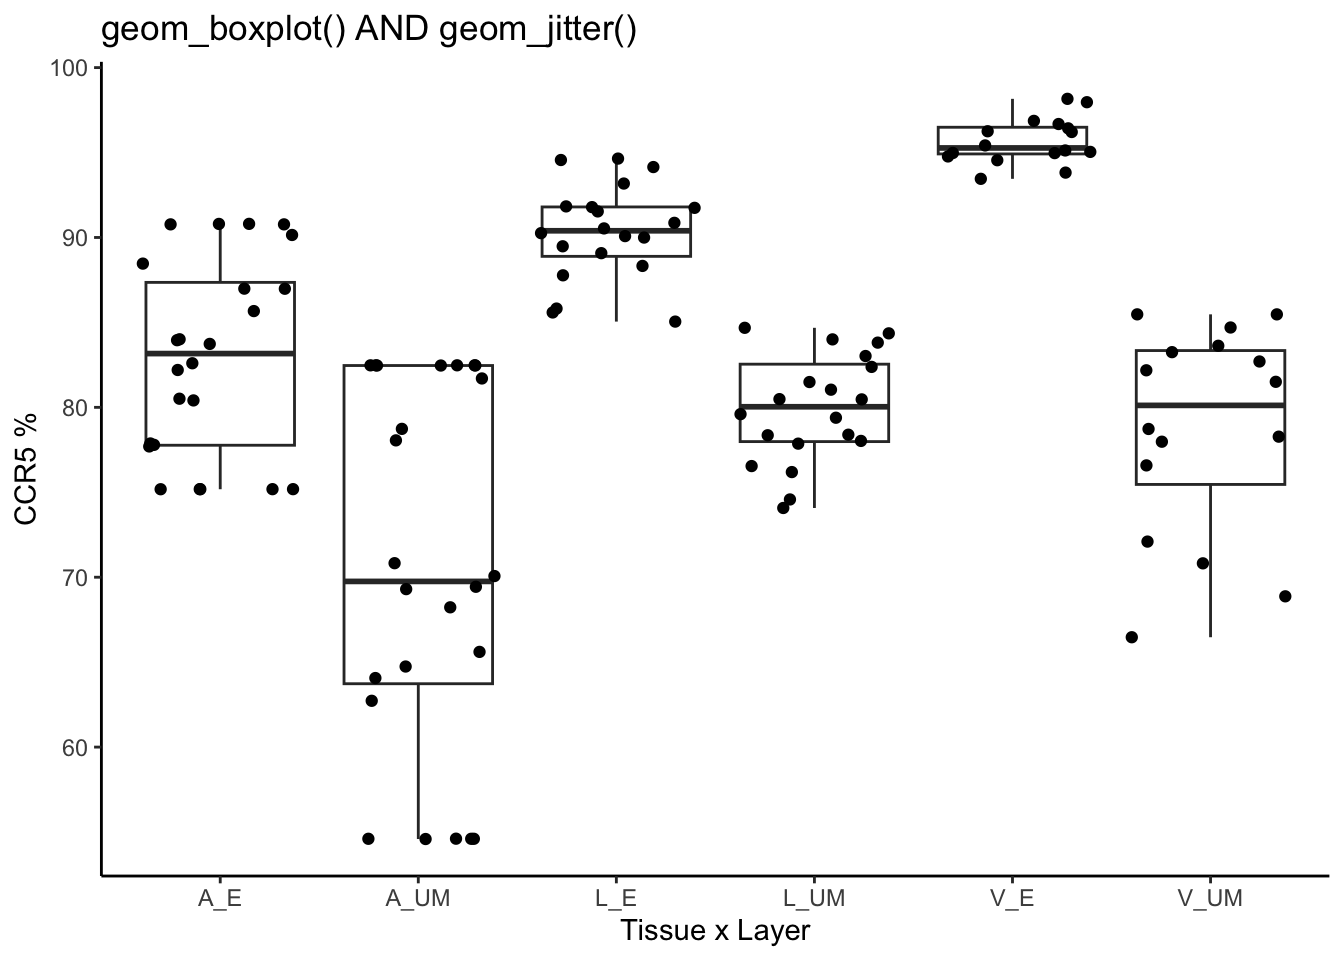 geom_boxplot() AND geom_jitter()
100
90
80
70
60
CCR5 %
A_E A_UM L_E L_UM V_E V_UM
Tissue x Layer